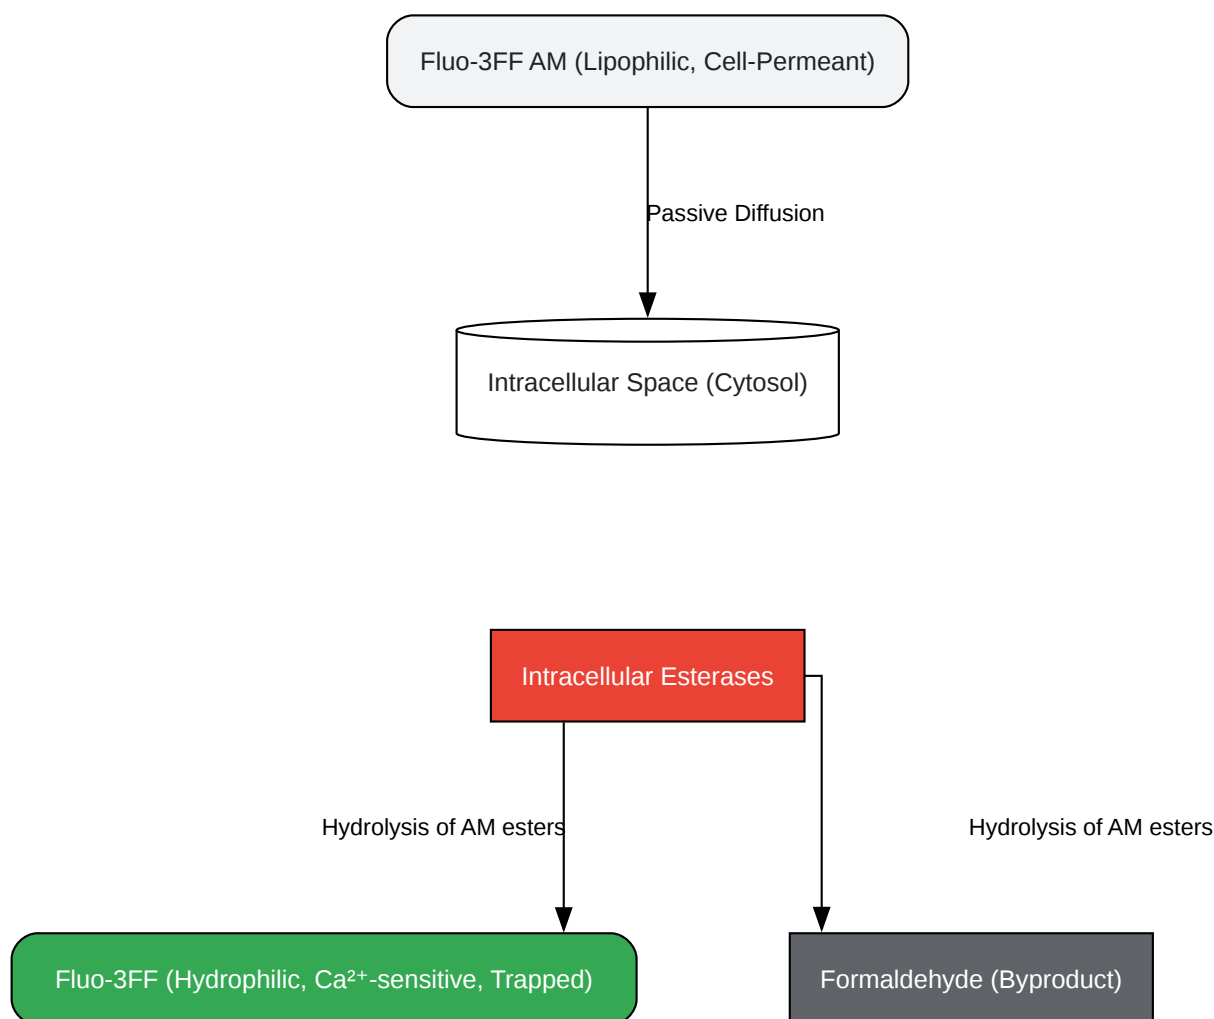 Fluo-3FF AM (Lipophilic, Cell-Permeant)
Passive Diffusion
Intracellular Space (Cytosol)
Intracellular Esterases
Hydrolysis of AM esters
Hydrolysis of AM esters
Fluo-3FF (Hydrophilic, Ca²⁺-sensitive, Trapped)
Formaldehyde (Byproduct)